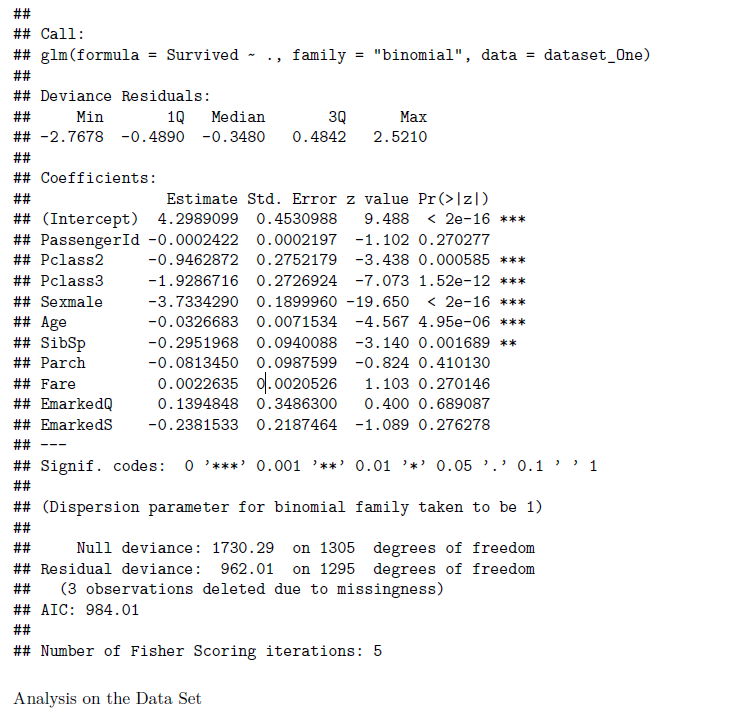 ##
## Call:
## glm(formula = Survived ~ ., family = "binomial", data = dataset_One)
##
## Deviance Residuals:
##     Min       1Q   Median       3Q      Max
## -2.7678  -0.4890  -0.3480   0.4842   2.5210
##
## Coefficients:
##               Estimate Std. Error z value Pr(>|z|)
## (Intercept)  4.2989099  0.4530988   9.488  < 2e-16 ***
## PassengerId -0.0002422  0.0002197  -1.102 0.270277
## Pclass2     -0.9462872  0.2752179  -3.438 0.000585 ***
## Pclass3     -1.9286716  0.2726924  -7.073 1.52e-12 ***
## Sexmale     -3.7334290  0.1899960 -19.650  < 2e-16 ***
## Age         -0.0326683  0.0071534  -4.567 4.95e-06 ***
## SibSp       -0.2951968  0.0940088  -3.140 0.001689 **
## Parch       -0.0813450  0.0987599  -0.824 0.410130
## Fare         0.0022635  0.0020526   1.103 0.270146
## EmarkedQ     0.1394848  0.3486300   0.400 0.689087
## EmarkedS    -0.2381533  0.2187464  -1.089 0.276278
## ---
## Signif. codes:  0 ’***’ 0.001 ’**’ 0.01 ’*’ 0.05 ’.’ 0.1 ’ ’ 1
##
## (Dispersion parameter for binomial family taken to be 1)
##
##     Null deviance: 1730.29  on 1305  degrees of freedom
## Residual deviance:  962.01  on 1295  degrees of freedom
##   (3 observations deleted due to missingness)
## AIC: 984.01
##
## Number of Fisher Scoring iterations: 5
Analysis on the Data Set